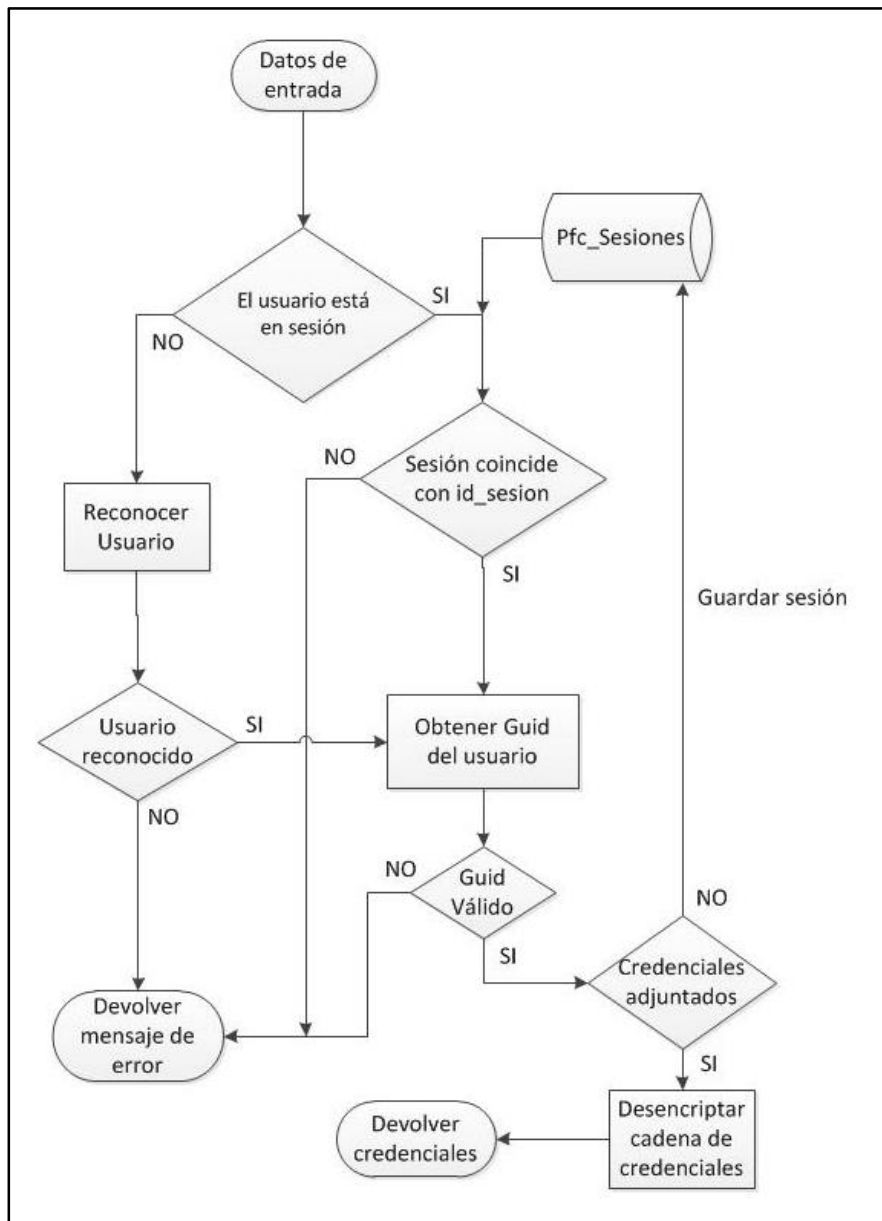 Datos de
entrada
Pfc_Sesiones
El usuario está
en sesión
SI
NO
Sesión coincide
con id_sesion
NO
SI
Reconocer
Usuario
Guardar sesión
Usuario
reconocido
SI
NO
Obtener Guid
del usuario
Guid
Válido
NO
SI
Credenciales
adjuntados
NO
SI
Devolver
mensaje de
error
Desencriptar
cadena de
credenciales
Devolver
credenciales